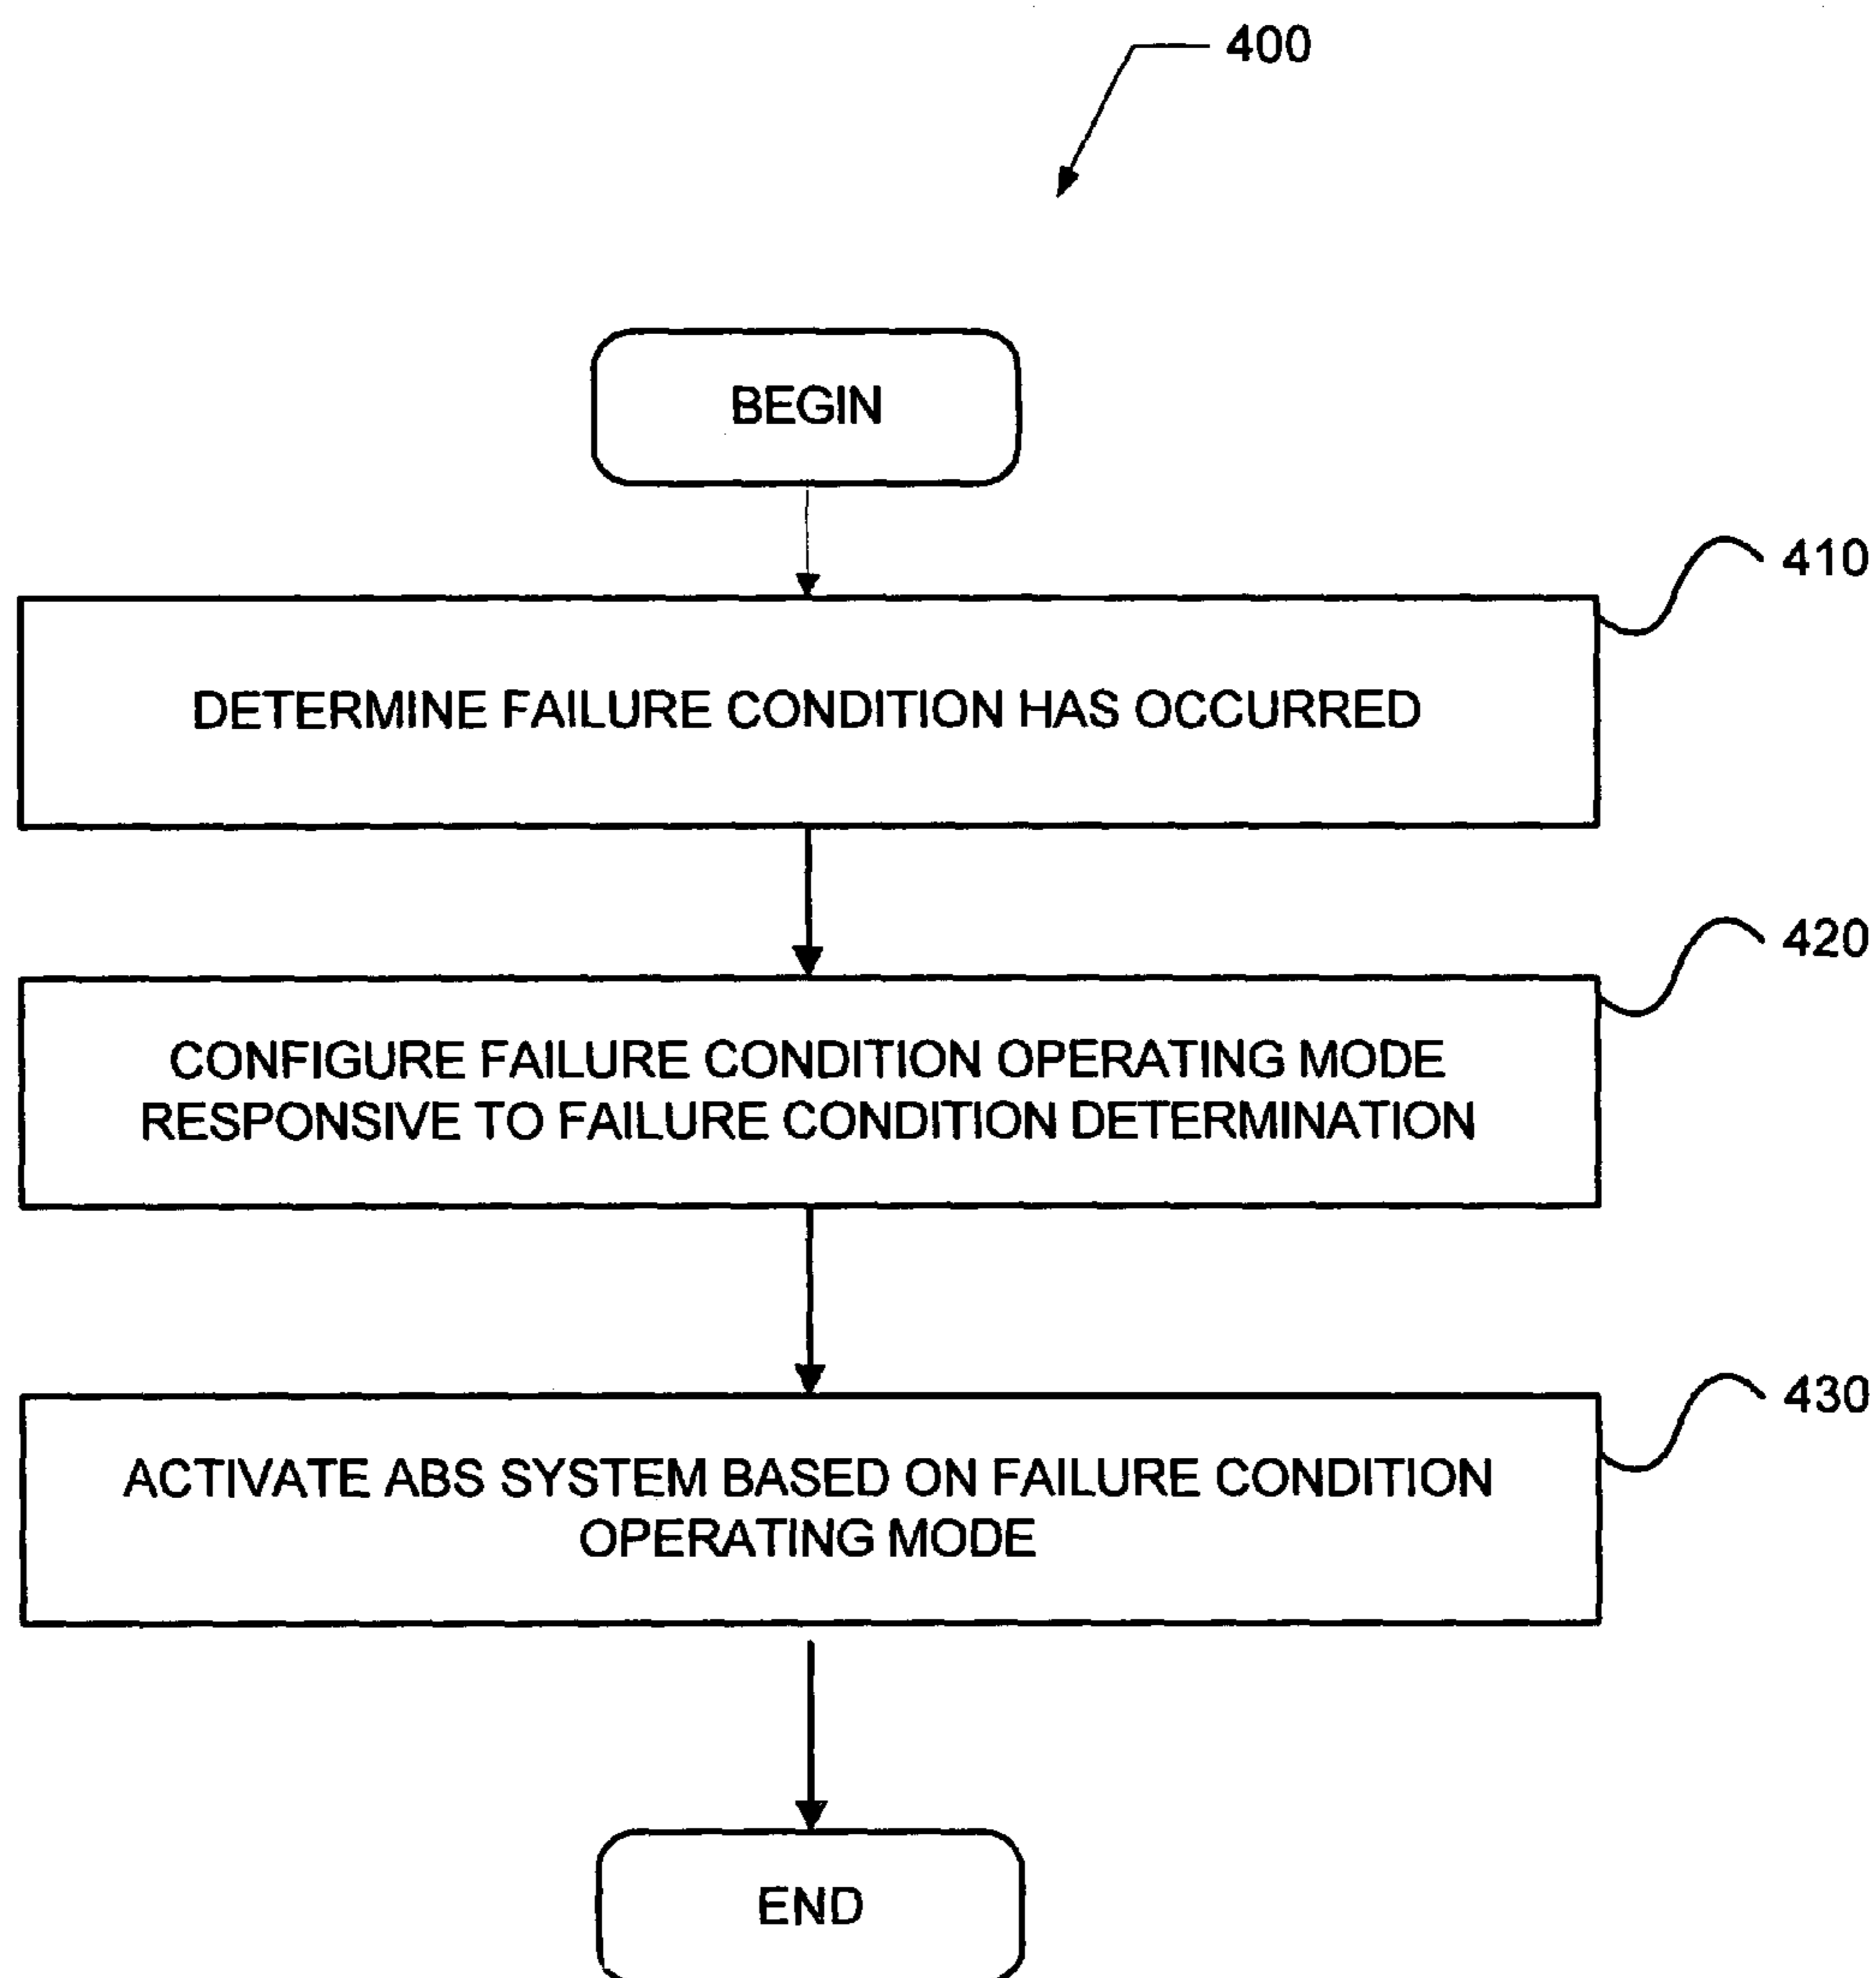 400
BEGIN
410
DETERMINE FAILURE CONDITION HAS OCCURRED
420
CONFIGURE FAILURE CONDITION OPERATING MODE
RESPONSIVE TO FAILURE CONDITION DETERMINATION
430
ACTIVATE ABS SYSTEM BASED ON FAILURE CONDITION
OPERATING MODE
END